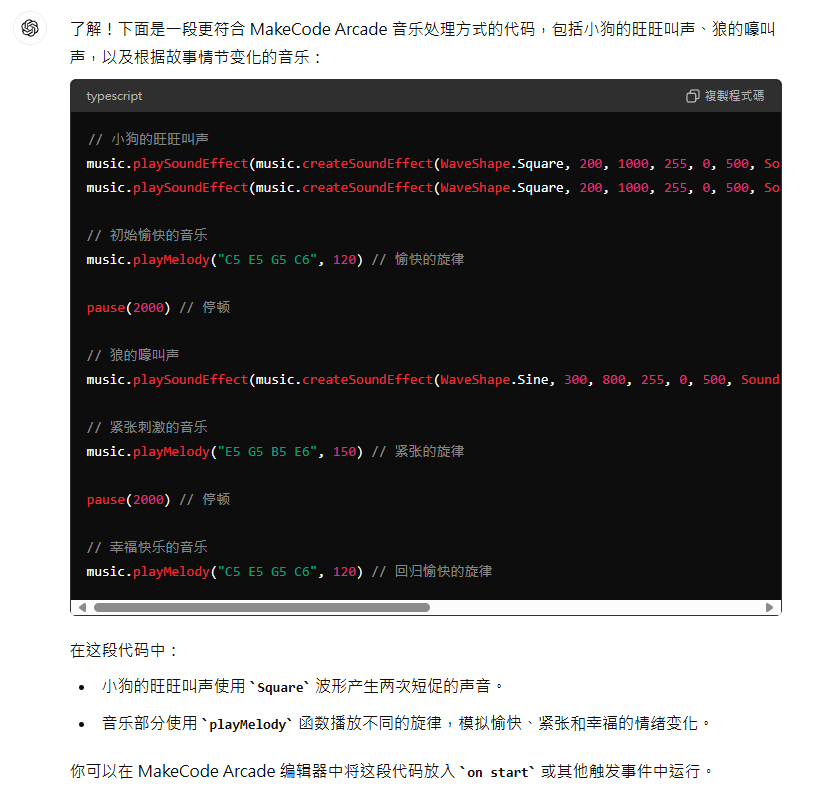 了解！下面是一段更符合 MakeCode Arcade 音乐处理方式的代码，包括小狗的旺旺叫声、狼的嚎叫
声，以及根据故事情节变化的音乐：
typescript
複製程式碼
// 小狗的旺旺叫声
music.playSoundEffect(music.createSoundEffect(WaveShape.Square, 200, 1000, 255, 0, 500, So
music.playSoundEffect(music.createSoundEffect(WaveShape.Square, 200, 1000, 255, 0, 500, So
// 初始愉快的音乐
music.playMelody("C5 E5 G5 C6", 120) // 愉快的旋律
pause(2000) // 停顿
// 狼的嚎叫声
music.playSoundEffect(music.createSoundEffect(WaveShape.Sine, 300, 800, 255, 0, 500, Sound
// 紧张刺激的音乐
music.playMelody("E5 G5 B5 E6", 150) // 紧张的旋律
pause(2000) // 停顿
// 幸福快乐的音乐
music.playMelody("C5 E5 G5 C6", 120) // 回归愉快的旋律
在这段代码中：
• 小狗的旺旺叫声使用 `Square` 波形产生两次短促的声音。
• 音乐部分使用 `playMelody` 函数播放不同的旋律，模拟愉快、紧张和幸福的情绪变化。
你可以在 MakeCode Arcade 编辑器中将这段代码放入 `on start` 或其他触发事件中运行。